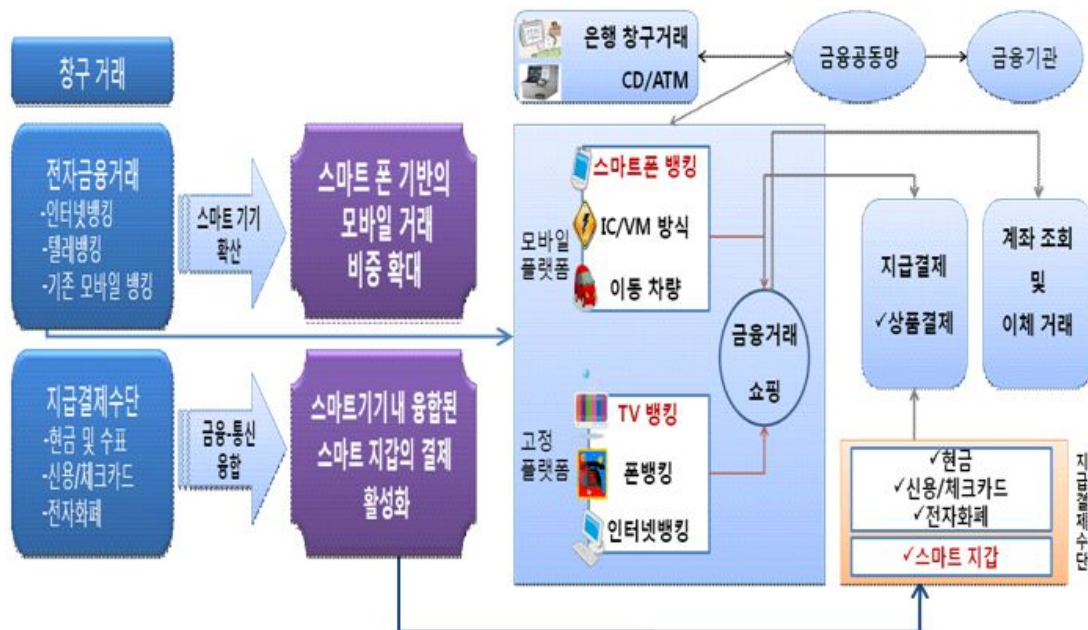 창구 거래
전자금융거래
-인터넷뱅킹
-텔레뱅킹
-기존 모바일 뱅킹
스마트 기기
확산
스마트 폰 기반의
모바일 거래
비중 확대
지급결제수단
-현금 및 수표
-신용/체크카드
-전자화폐
금융-통신
융합
스마트기기내 융합된
스마트 지갑의 결제
활성화
은행 창구거래
CD/ATM
금융공동망
금융기관
모바일
플랫폼
스마트폰 뱅킹
IC/VM 방식
이동 차량
고정
플랫폼
TV 뱅킹
폰뱅킹
인터넷뱅킹
금융거래
쇼핑
지급결제
✓상품결제
계좌 조회
및
이체 거래
✓현금
✓신용/체크카드
✓전자화폐
✓스마트 지갑
지급결제수단